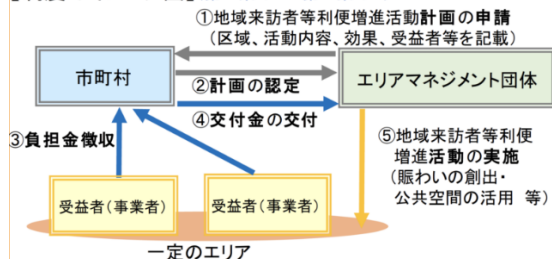 ①地域来訪者等利便増進活動計画の申請
(区域、活動内容、効果、受益者等を記載)
市町村
エリアマネジメント団体
②計画の認定
④交付金の交付
③負担金徴収
⑤地域来訪者等利便
増進活動の実施
(賑わいの創出・
公共空間の活用 等)
受益者(事業者)
受益者(事業者)
一定のエリア